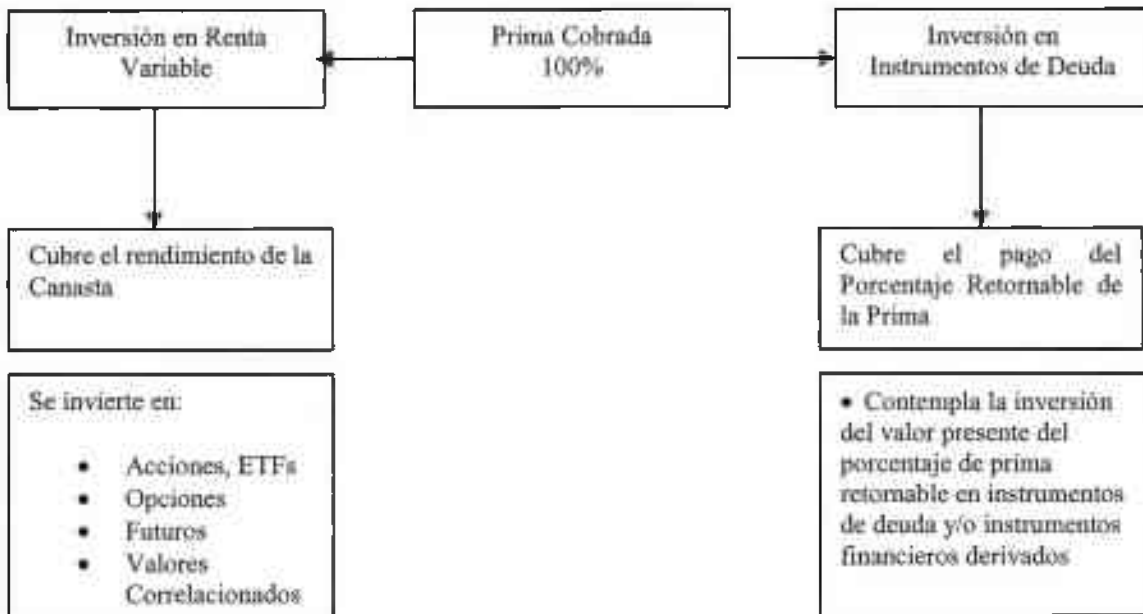 Inversión en Renta
Variable
Prima Cobrada
100%
Inversión en
Instrumentos de Deuda
Cubre el rendimiento de la
Canasta
Cubre el pago del
Porcentaje Retornable de
la Prima
Se invierte en:
• Acciones, ETFs
• Opciones
• Futuros
• Valores
Correlacionados
• Contempla la inversión
del valor presente del
porcentaje de prima
retornable en instrumentos
de deuda y/o instrumentos
financieros derivados